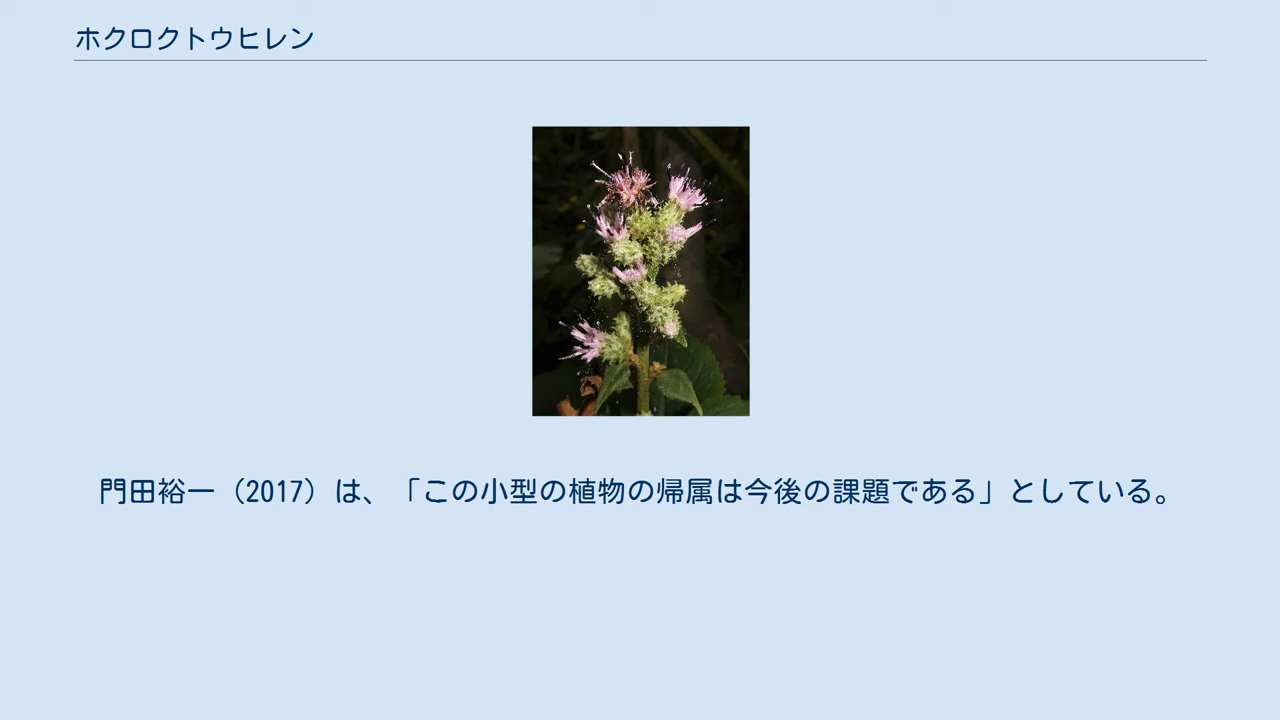 ホクロクトウヒレン
門田裕一（2017）は、「この小型の植物の帰属は今後の課題である」としている。